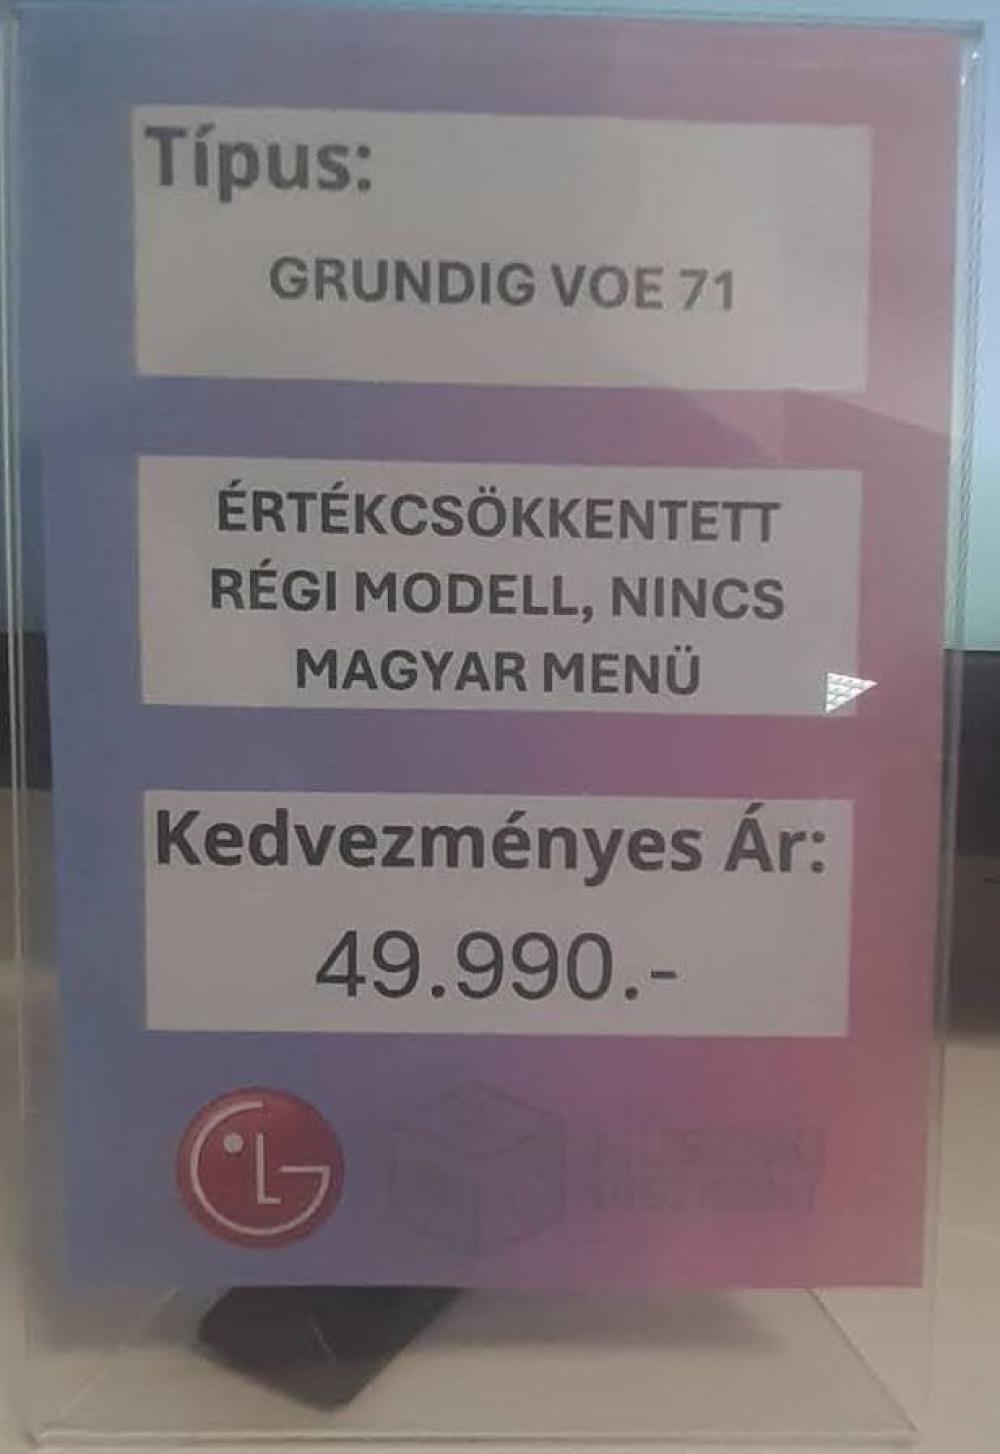 Típus:
GRUNDIG VOE 71
ÉRTÉKCSÖKKENTETT
RÉGI MODELL, NINCS
MAGYAR MENÜ
Kedvezményes Ár:
49.990.-
LG